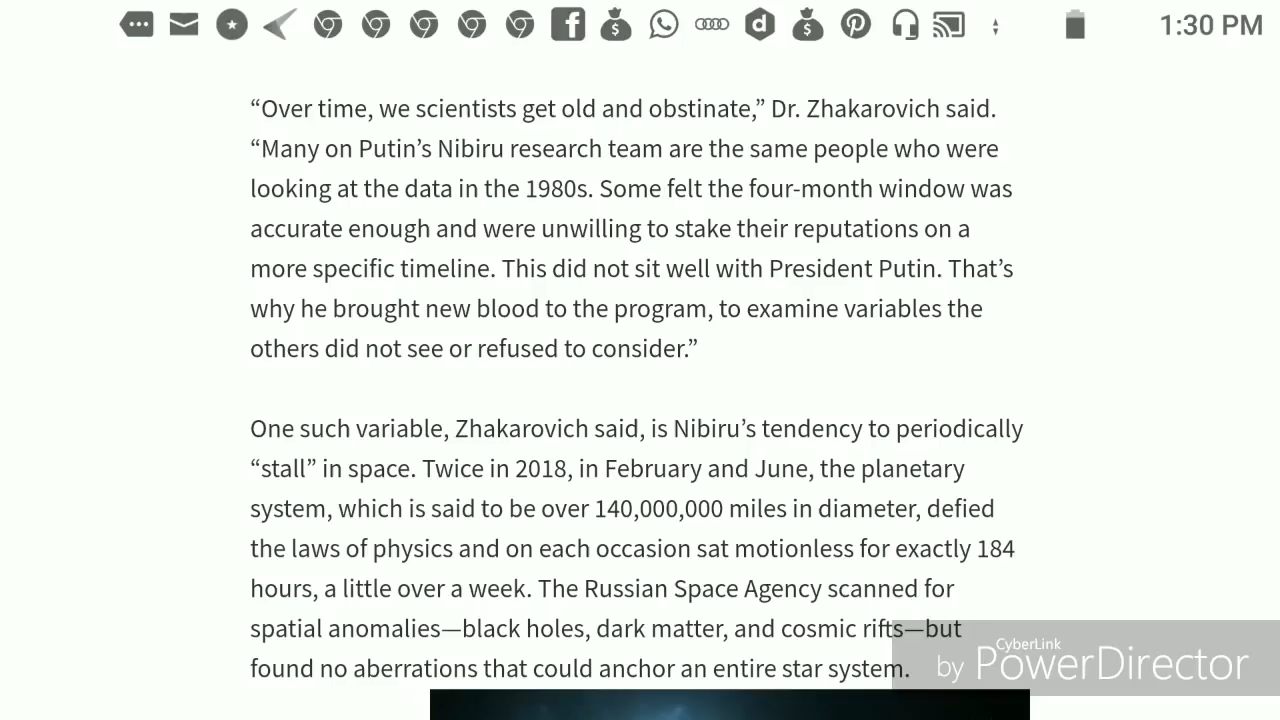 1:30 PM
“Over time, we scientists get old and obstinate,” Dr. Zhakarovich said.
“Many on Putin’s Nibiru research team are the same people who were
looking at the data in the 1980s. Some felt the four-month window was
accurate enough and were unwilling to stake their reputations on a
more specific timeline. This did not sit well with President Putin. That’s
why he brought new blood to the program, to examine variables the
others did not see or refused to consider.”
One such variable, Zhakarovich said, is Nibiru’s tendency to periodically
“stall” in space. Twice in 2018, in February and June, the planetary
system, which is said to be over 140,000,000 miles in diameter, defied
the laws of physics and on each occasion sat motionless for exactly 184
hours, a little over a week. The Russian Space Agency scanned for
spatial anomalies—black holes, dark matter, and cosmic rifts—but
found no aberrations that could anchor an entire star system.
CyberLink
by PowerDirector